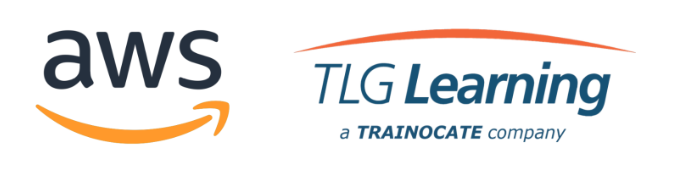 aws
TLG Learning
a TRAINOCATE company